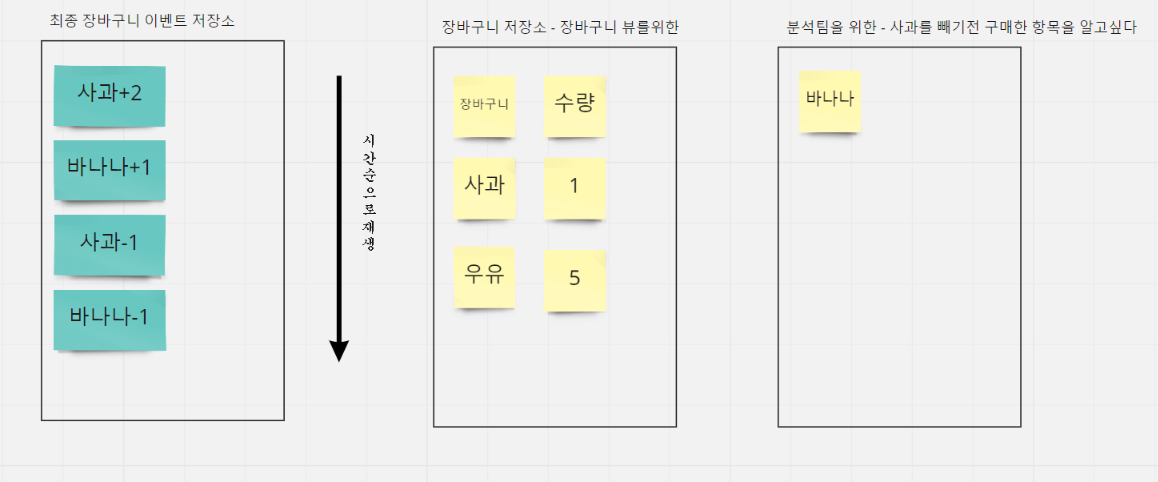 최종 장바구니 이벤트 저장소
사과+2
바나나+1
사과-1
바나나-1
시간순으로재생
장바구니 저장소 - 장바구니 뷰를위한
장바구니
수량
사과
1
우유
5
분석팀을 위한 - 사과를 빼기전 구매한 항목을 알고싶다
바나나